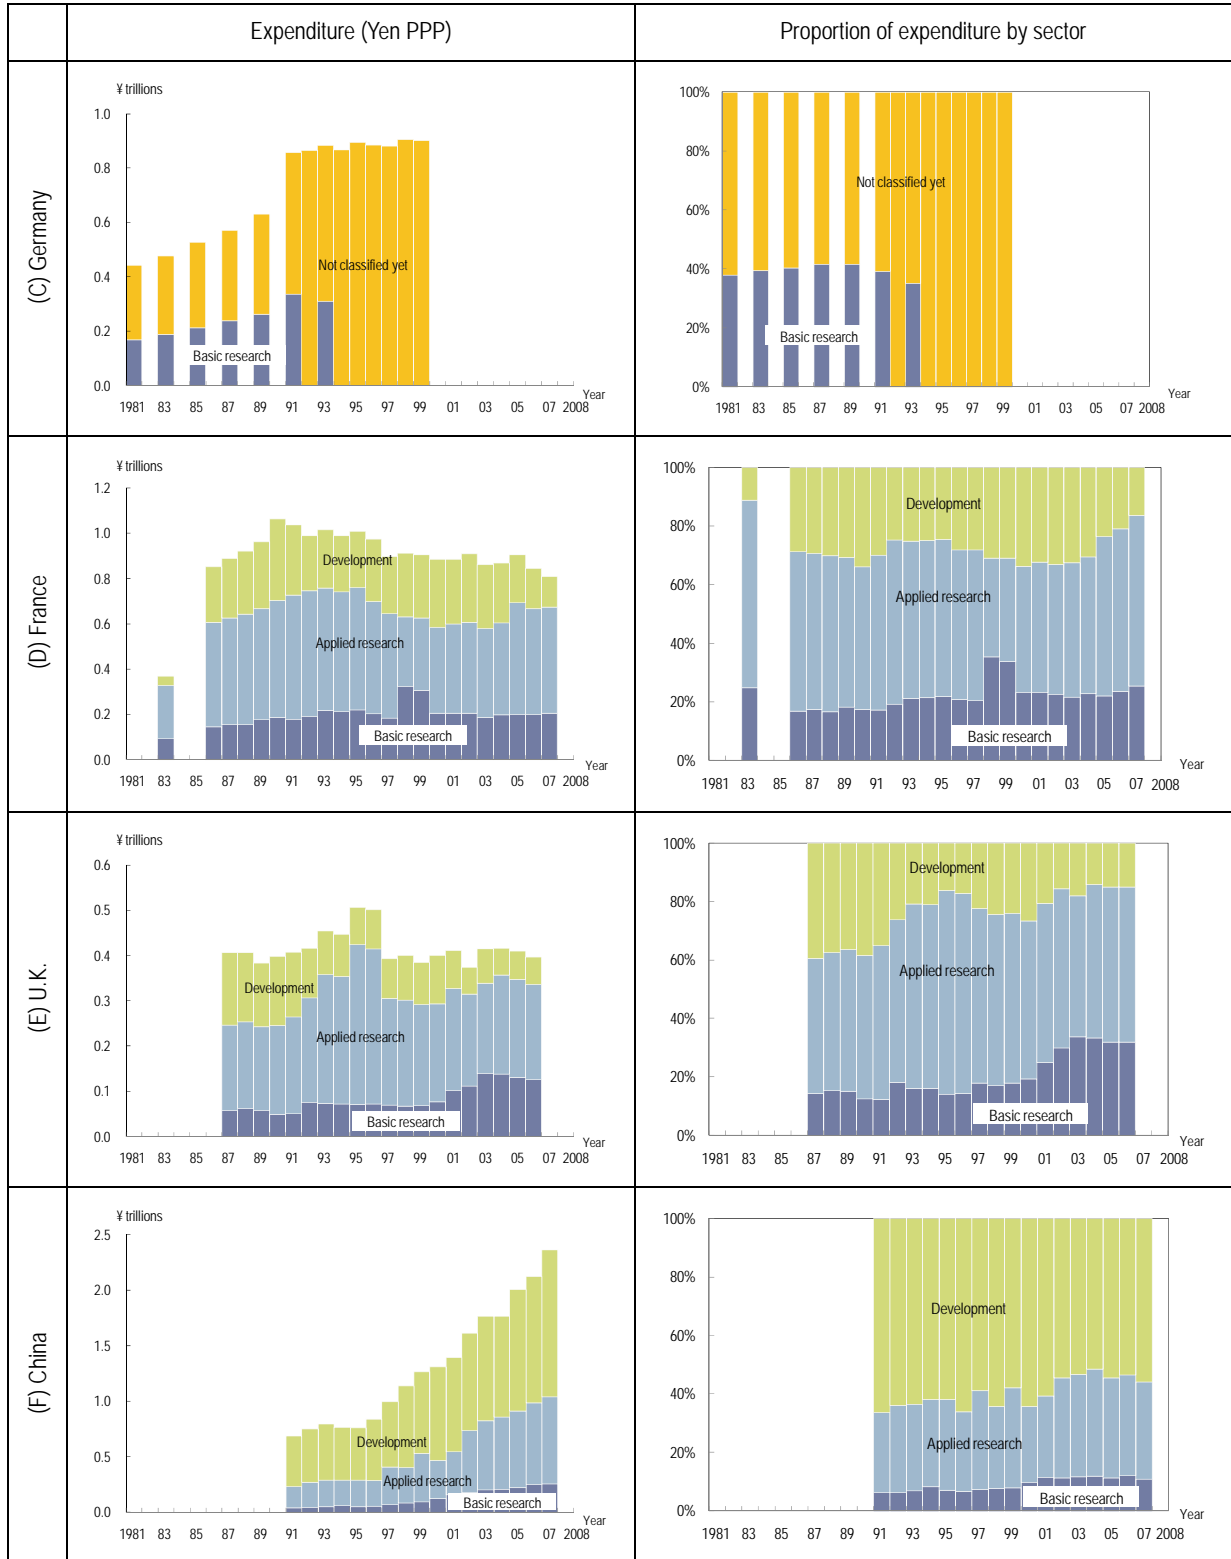 Expenditure (Yen PPP)
Proportion of expenditure by sector
(C) Germany
¥ trillions
1.0
0.8
0.6
0.4
0.2
0.0
Not classified yet
Basic research
1981 83 85 87 89 91 93 95 97 99 01 03 05 07 2008
Year
100%
80%
60%
40%
20%
0%
Not classified yet
Basic research
1981 83 85 87 89 91 93 95 97 99 01 03 05 07 2008
Year
(D) France
¥ trillions
1.2
1.0
0.8
0.6
0.4
0.2
0.0
Development
Applied research
Basic research
1981 83 85 87 89 91 93 95 97 99 01 03 05 07 2008
Year
100%
80%
60%
40%
20%
0%
Development
Applied research
Basic research
1981 83 85 87 89 91 93 95 97 99 01 03 05 07 2008
Year
(E) U.K.
¥ trillions
0.6
0.5
0.4
0.3
0.2
0.1
0.0
Development
Applied research
Basic research
1981 83 85 87 89 91 93 95 97 99 01 03 05 07 2008
Year
100%
80%
60%
40%
20%
0%
Development
Applied research
Basic research
1981 83 85 87 89 91 93 95 97 99 01 03 05 07 2008
Year
(F) China
¥ trillions
2.5
2.0
1.5
1.0
0.5
0.0
Development
Applied research
Basic research
1981 83 85 87 89 91 93 95 97 99 01 03 05 07 2008
Year
100%
80%
60%
40%
20%
0%
Development
Applied research
Basic research
1981 83 85 87 89 91 93 95 97 99 01 03 05 07 2008
Year